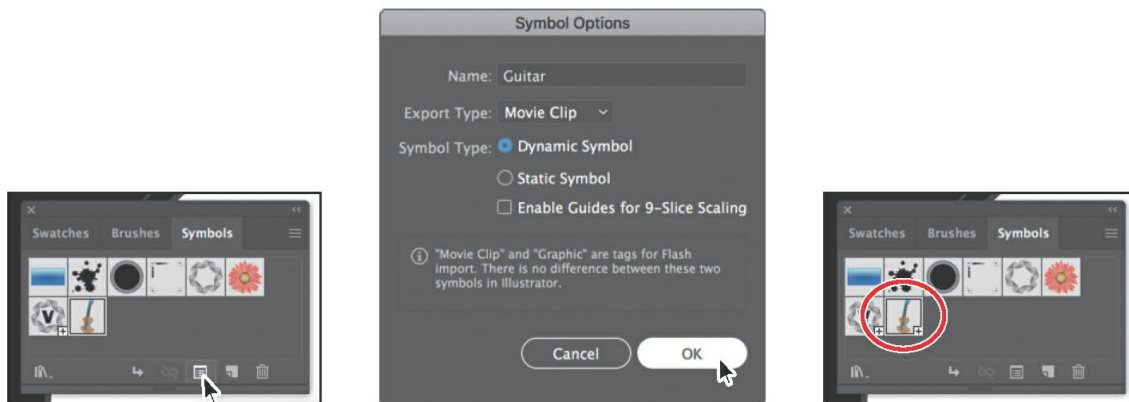 Symbol Options
Name: Guitar
Export Type: Movie Clip
Symbol Type: Dynamic Symbol
Static Symbol
Enable Guides for 9-Slice Scaling
"Movie Clip" and "Graphic" are tags for Flash
import. There is no difference between these two
symbols in Illustrator.
Cancel OK
Swatches Brushes Symbols
V
Swatches Brushes Symbols
V